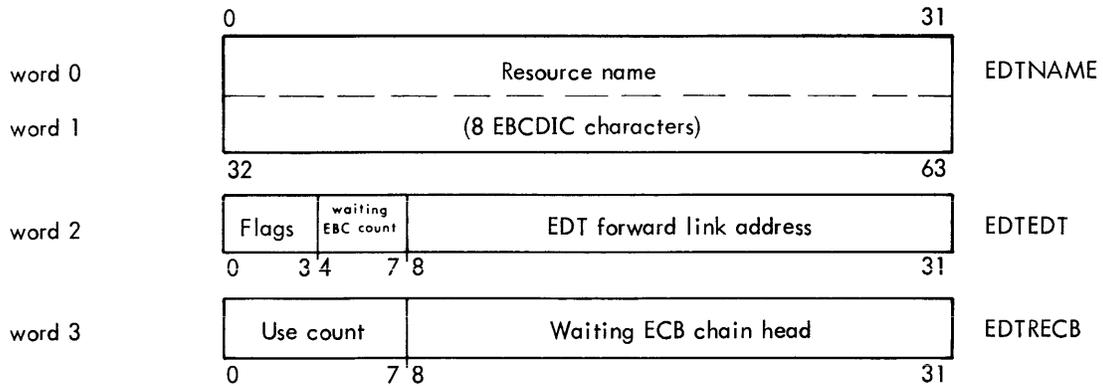 0 31
word 0 Resource name EDTNAME
word 1 (8 EBCDIC characters)
32 63
word 2 Flags waiting EBC count EDT forward link address EDTEDT
0 3 4 7 8 31
word 3 Use count Waiting ECB chain head EDTRECB
0 7 8 31